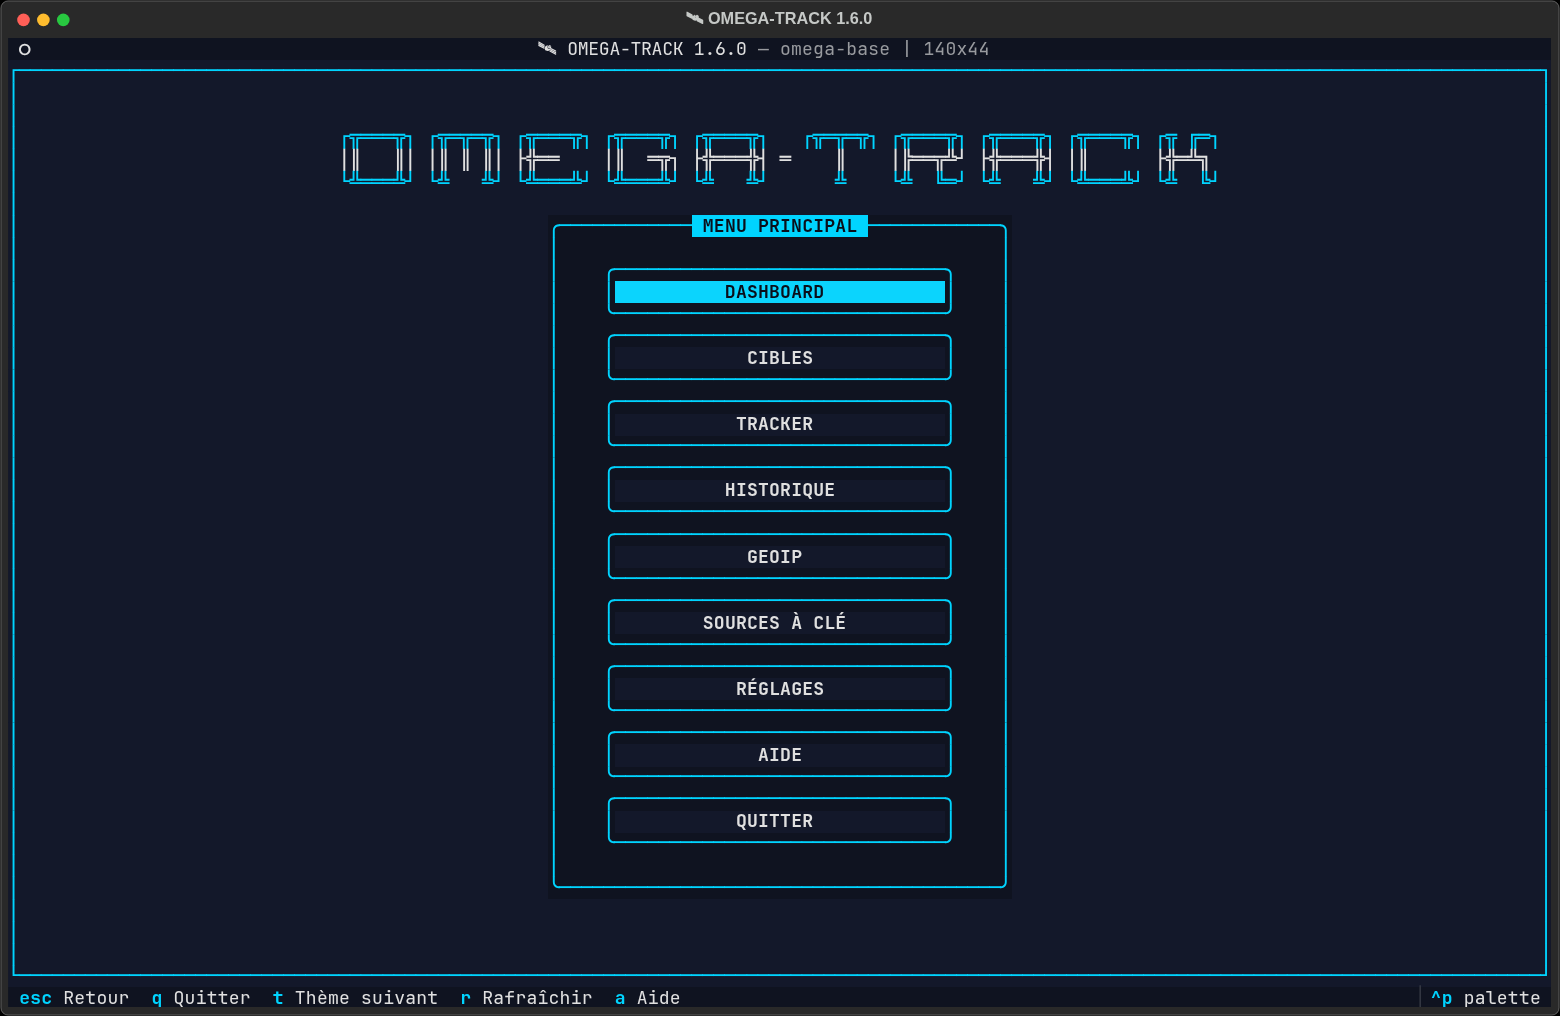 🛰 OMEGA-TRACK 1.6.0
🛰 OMEGA-TRACK 1.6.0 — omega-base | 140x44
OMEGA-TRACK
MENU PRINCIPAL
DASHBOARD
CIBLES
TRACKER
HISTORIQUE
GEOIP
SOURCES À CLÉ
RÉGLAGES
AIDE
QUITTER
esc Retour q Quitter t Thème suivant r Rafraîchir a Aide ^p palette